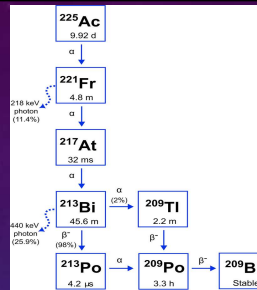 ²²⁵Ac
9.92 d
α
²²¹Fr
4.8 m
218 keV
photon
(11.4%)
α
²¹⁷At
32 ms
α
²¹³Bi
45.6 m
α
(2%)
²⁰⁹Tl
2.2 m
440 keV
photon
(25.9%)
β⁻
(98%)
β⁻
²¹³Po
4.2 µs
α
²⁰⁹Po
3.3 h
β⁻
²⁰⁹B
Stable